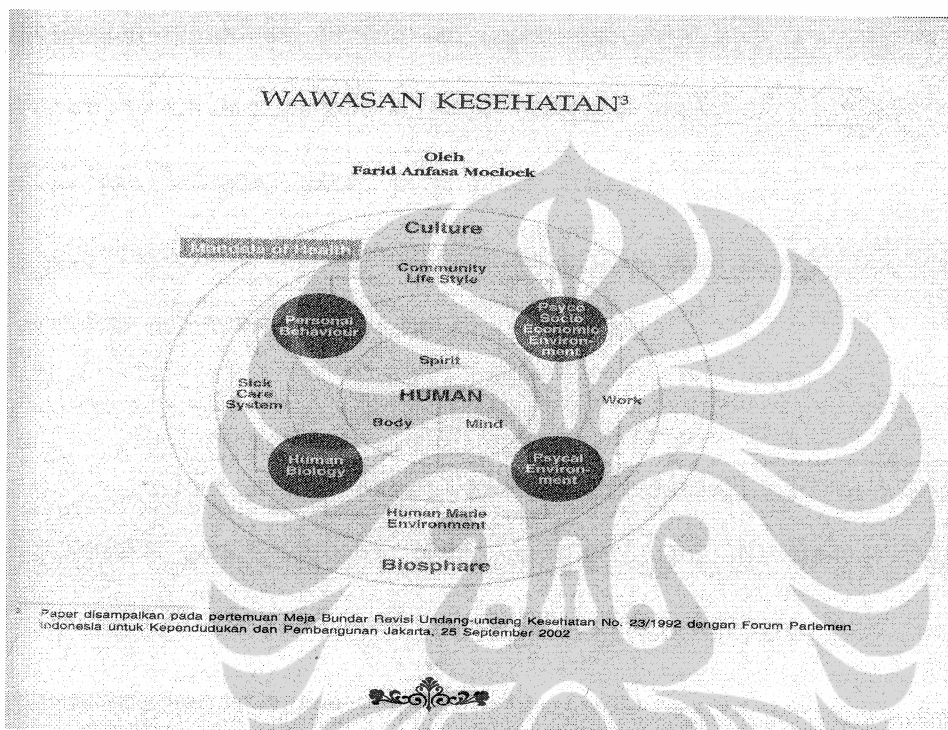 WAWASAN KESEHATAN³
Oleh
Farid Anfasa Moelock
Culture
Mandala of Health
Community
Life Style
Personal
Behaviour
Psyco
Socio
Economic
Environ-
ment
Spirit
Sick
Care
System
HUMAN
Work
Body
Mind
Human
Biology
Psycal
Environ-
ment
Human Made
Environment
Biosphare
³ Paper disampaikan pada pertemuan Meja Bundar Revisi Undang-undang Kesehatan No. 23/1992 dengan Forum Parlemen
Indonesia untuk Kependudukan dan Pembangunan Jakarta, 25 September 2002